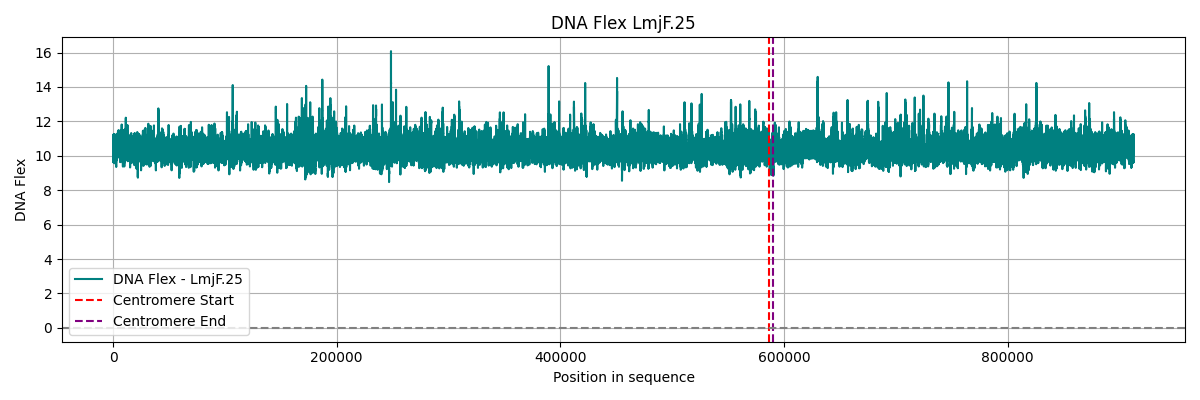 DNA Flex LmjF.25
16
14
12
10
8
6
4
2
0
DNA Flex
DNA Flex - LmjF.25
Centromere Start
Centromere End
0 200000 400000 600000 800000
Position in sequence